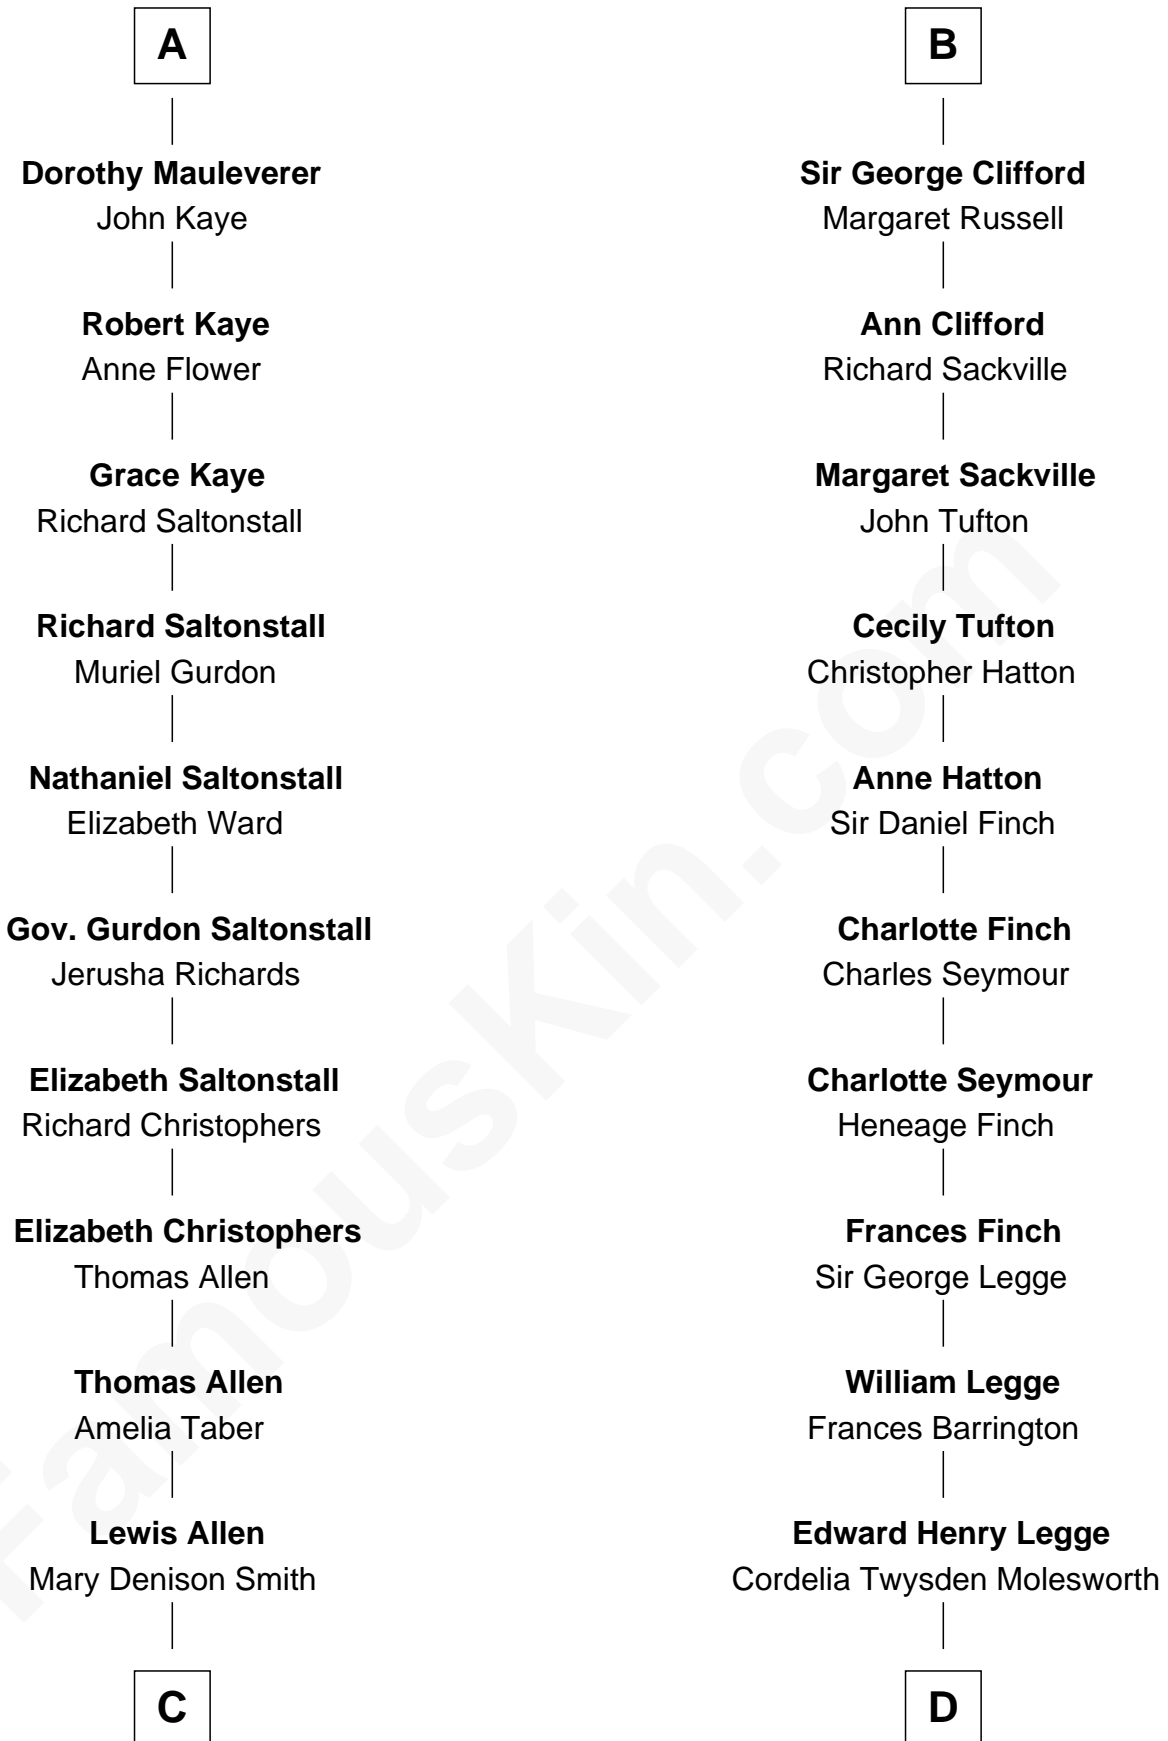 A
Dorothy Mauleverer
John Kaye
Robert Kaye
Anne Flower
Grace Kaye
Richard Saltonstall
Richard Saltonstall
Muriel Gurdon
Nathaniel Saltonstall
Elizabeth Ward
Gov. Gurdon Saltonstall
Jerusha Richards
Elizabeth Saltonstall
Richard Christophers
Elizabeth Christophers
Thomas Allen
Thomas Allen
Amelia Taber
Lewis Allen
Mary Denison Smith
C
B
Sir George Clifford
Margaret Russell
Ann Clifford
Richard Sackville
Margaret Sackville
John Tufton
Cecily Tufton
Christopher Hatton
Anne Hatton
Sir Daniel Finch
Charlotte Finch
Charles Seymour
Charlotte Seymour
Heneage Finch
Frances Finch
Sir George Legge
William Legge
Frances Barrington
Edward Henry Legge
Cordelia Twysden Molesworth
D
FamousKin.com